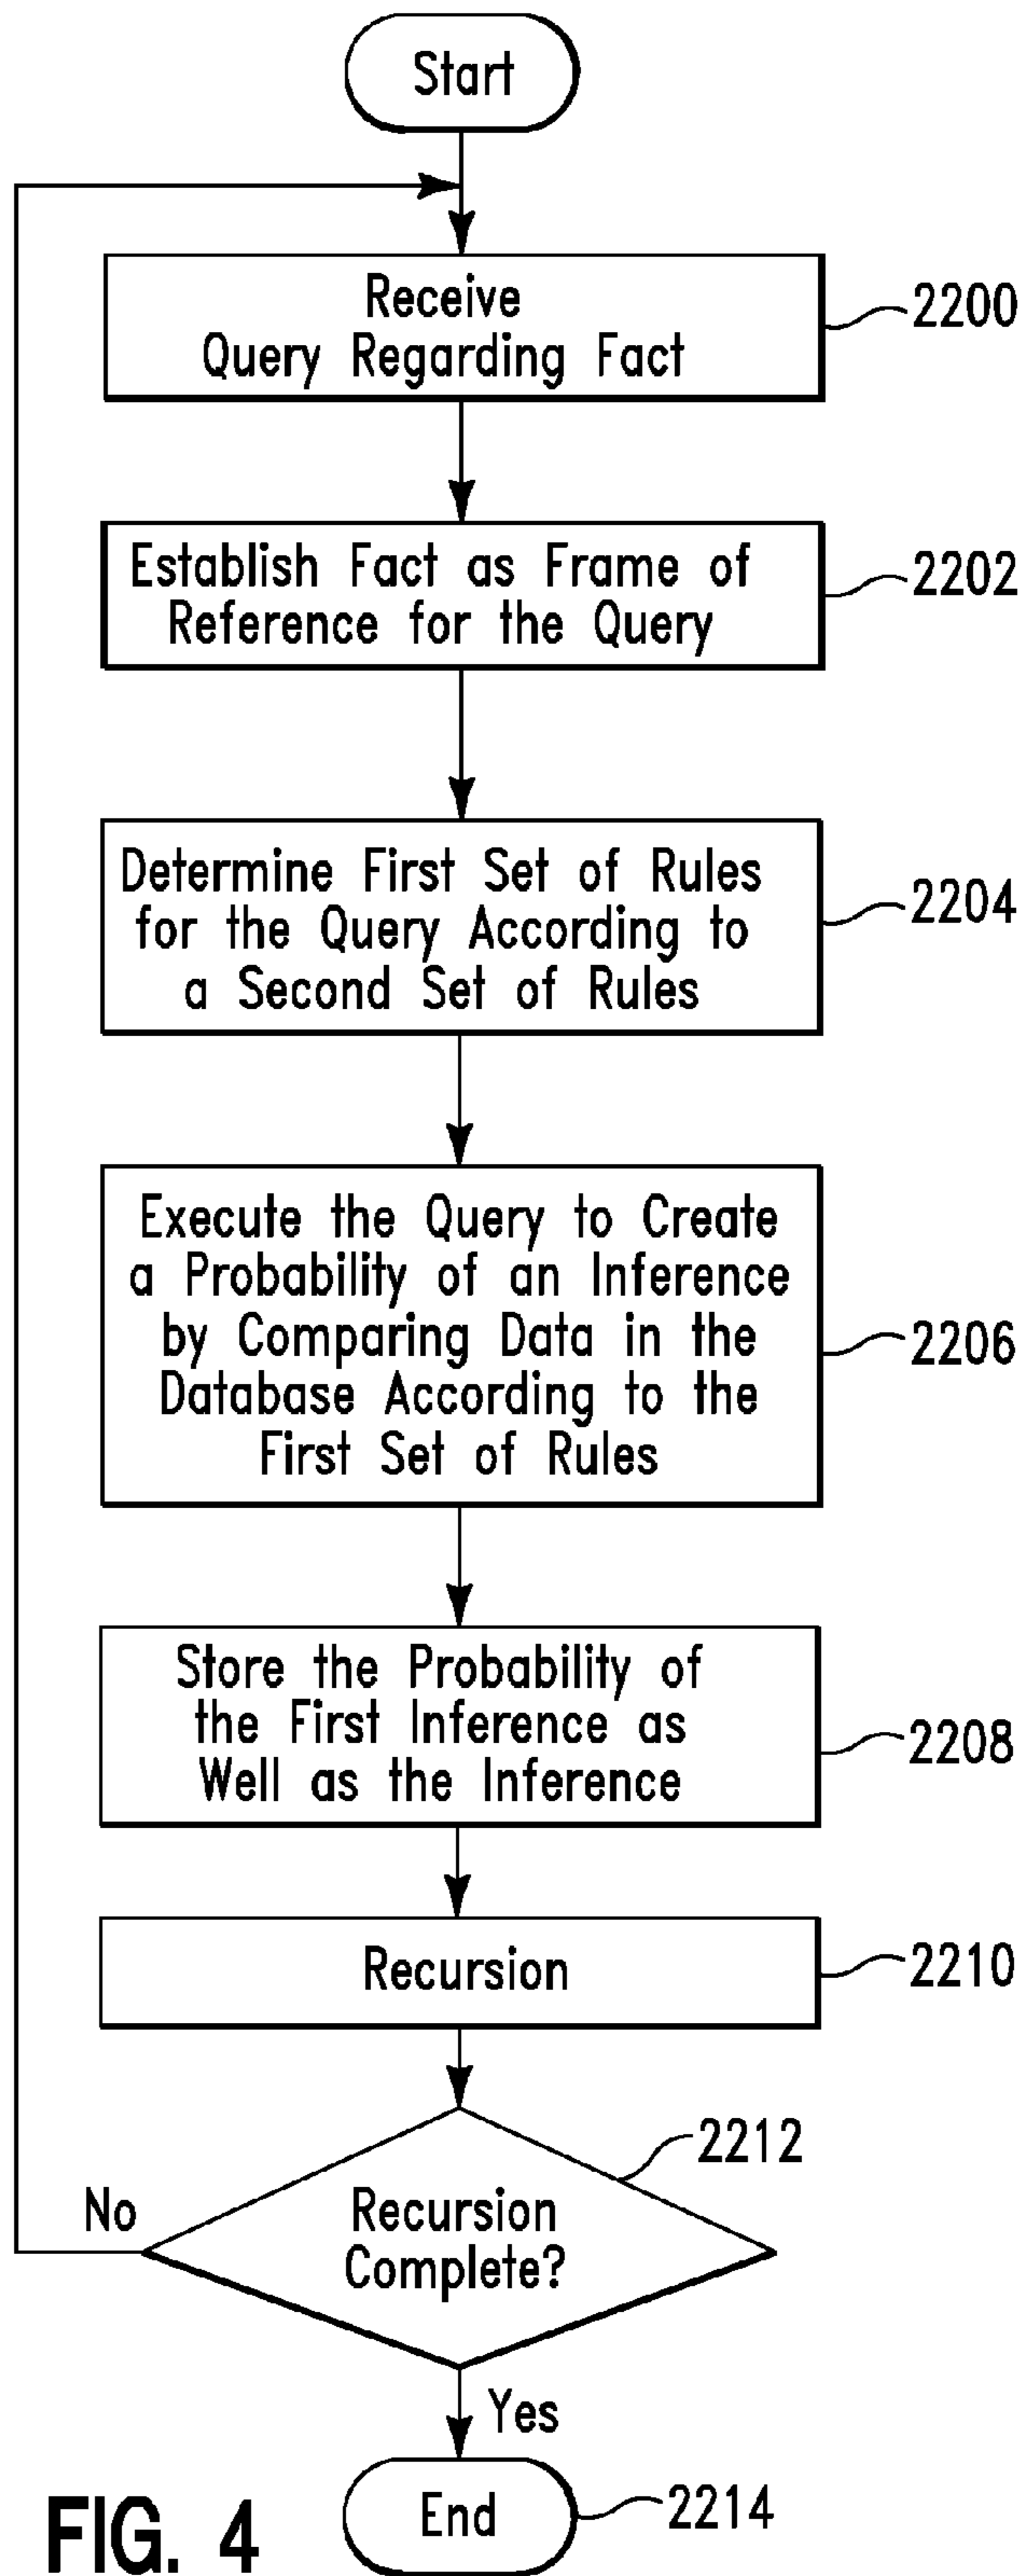 Start
Receive
Query Regarding Fact
2200
Establish Fact as Frame of
Reference for the Query
2202
Determine First Set of Rules
for the Query According to
a Second Set of Rules
2204
Execute the Query to Create
a Probability of an Inference
by Comparing Data in the
Database According to the
First Set of Rules
2206
Store the Probability of
the First Inference as
Well as the Inference
2208
Recursion
2210
2212
No
Recursion
Complete?
Yes
End
2214
FIG. 4